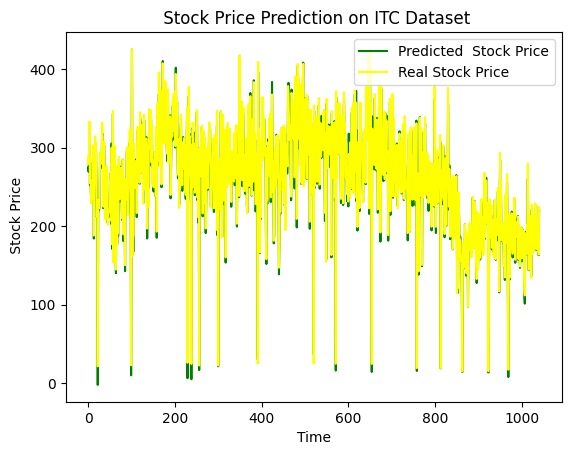 Stock Price Prediction on ITC Dataset
Predicted  Stock Price
Real Stock Price
Stock Price
400
300
200
100
0
0 200 400 600 800 1000
Time